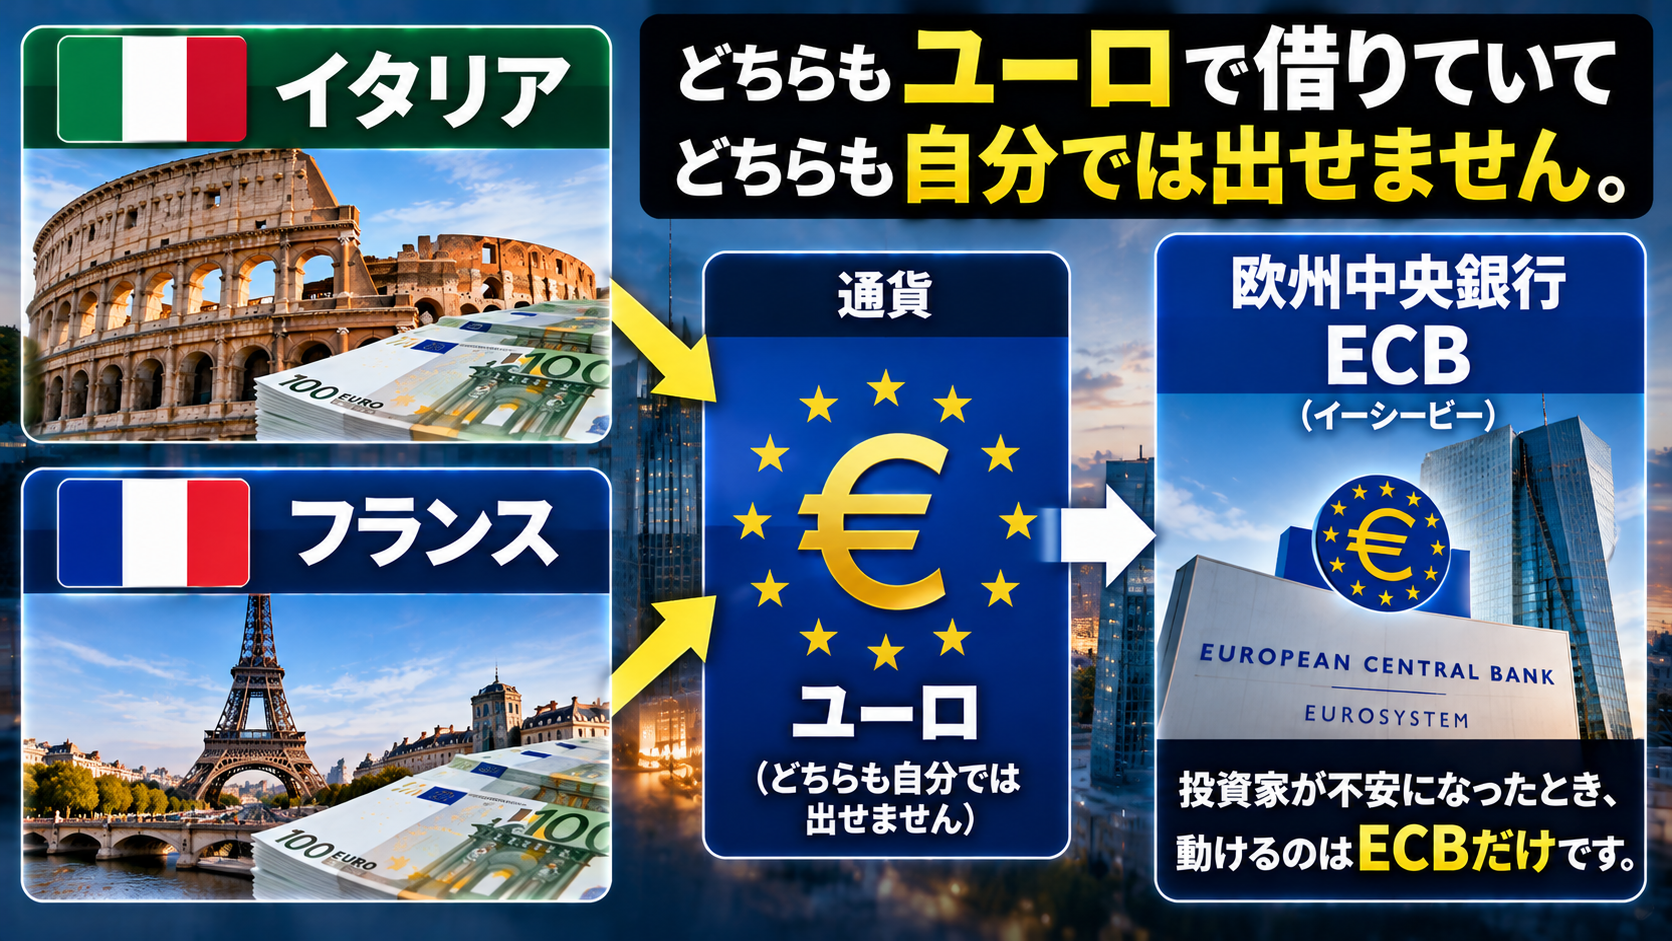 イタリア
どちらもユーロで借りていて
どちらも自分では出せません。
100 EURO
100
フランス
100 EURO
100
通貨
€
ユーロ
（どちらも自分では
出せません）
欧州中央銀行
ECB
（イーシービー）
€
EUROPEAN CENTRAL BANK
EUROSYSTEM
投資家が不安になったとき、
動けるのはECBだけです。